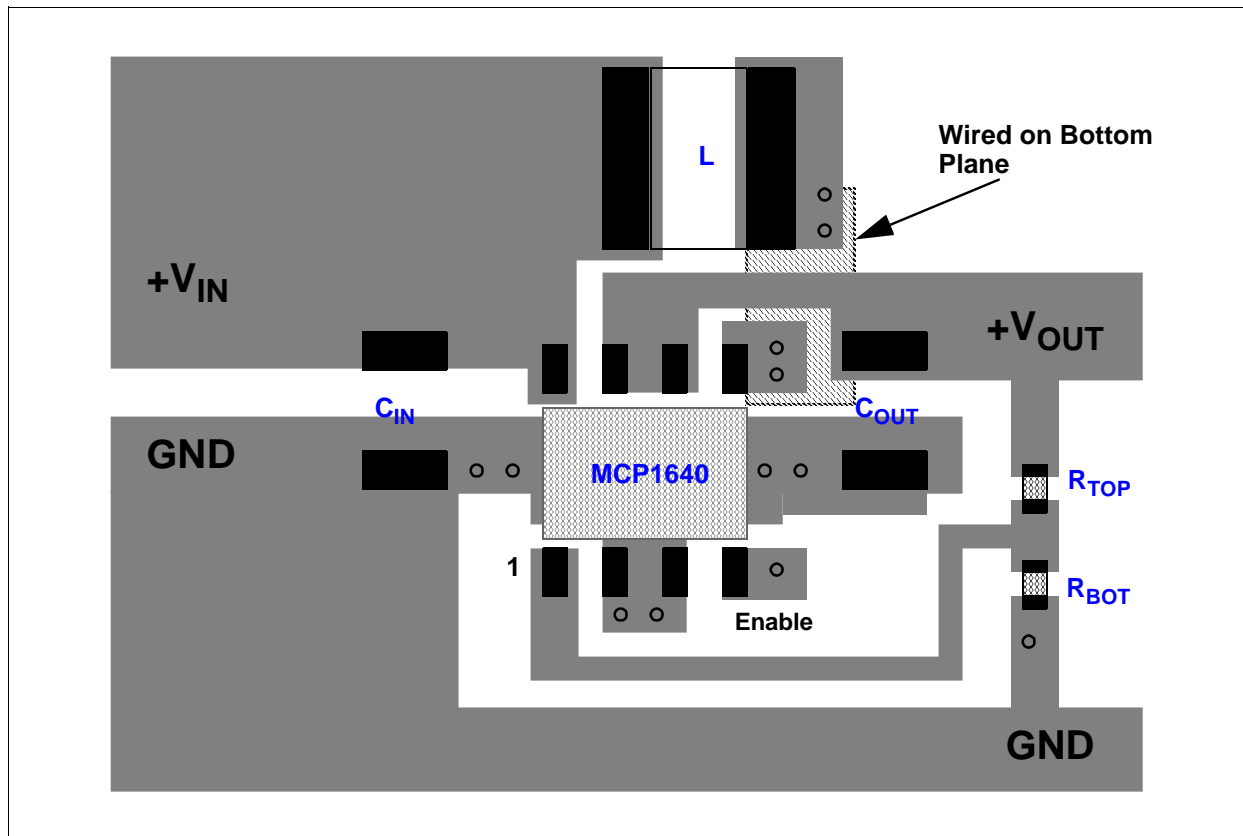 L
Wired on Bottom
Plane
+VIN
+VOUT
CIN
COUT
GND
MCP1640
RTOP
1
RBOT
Enable
GND